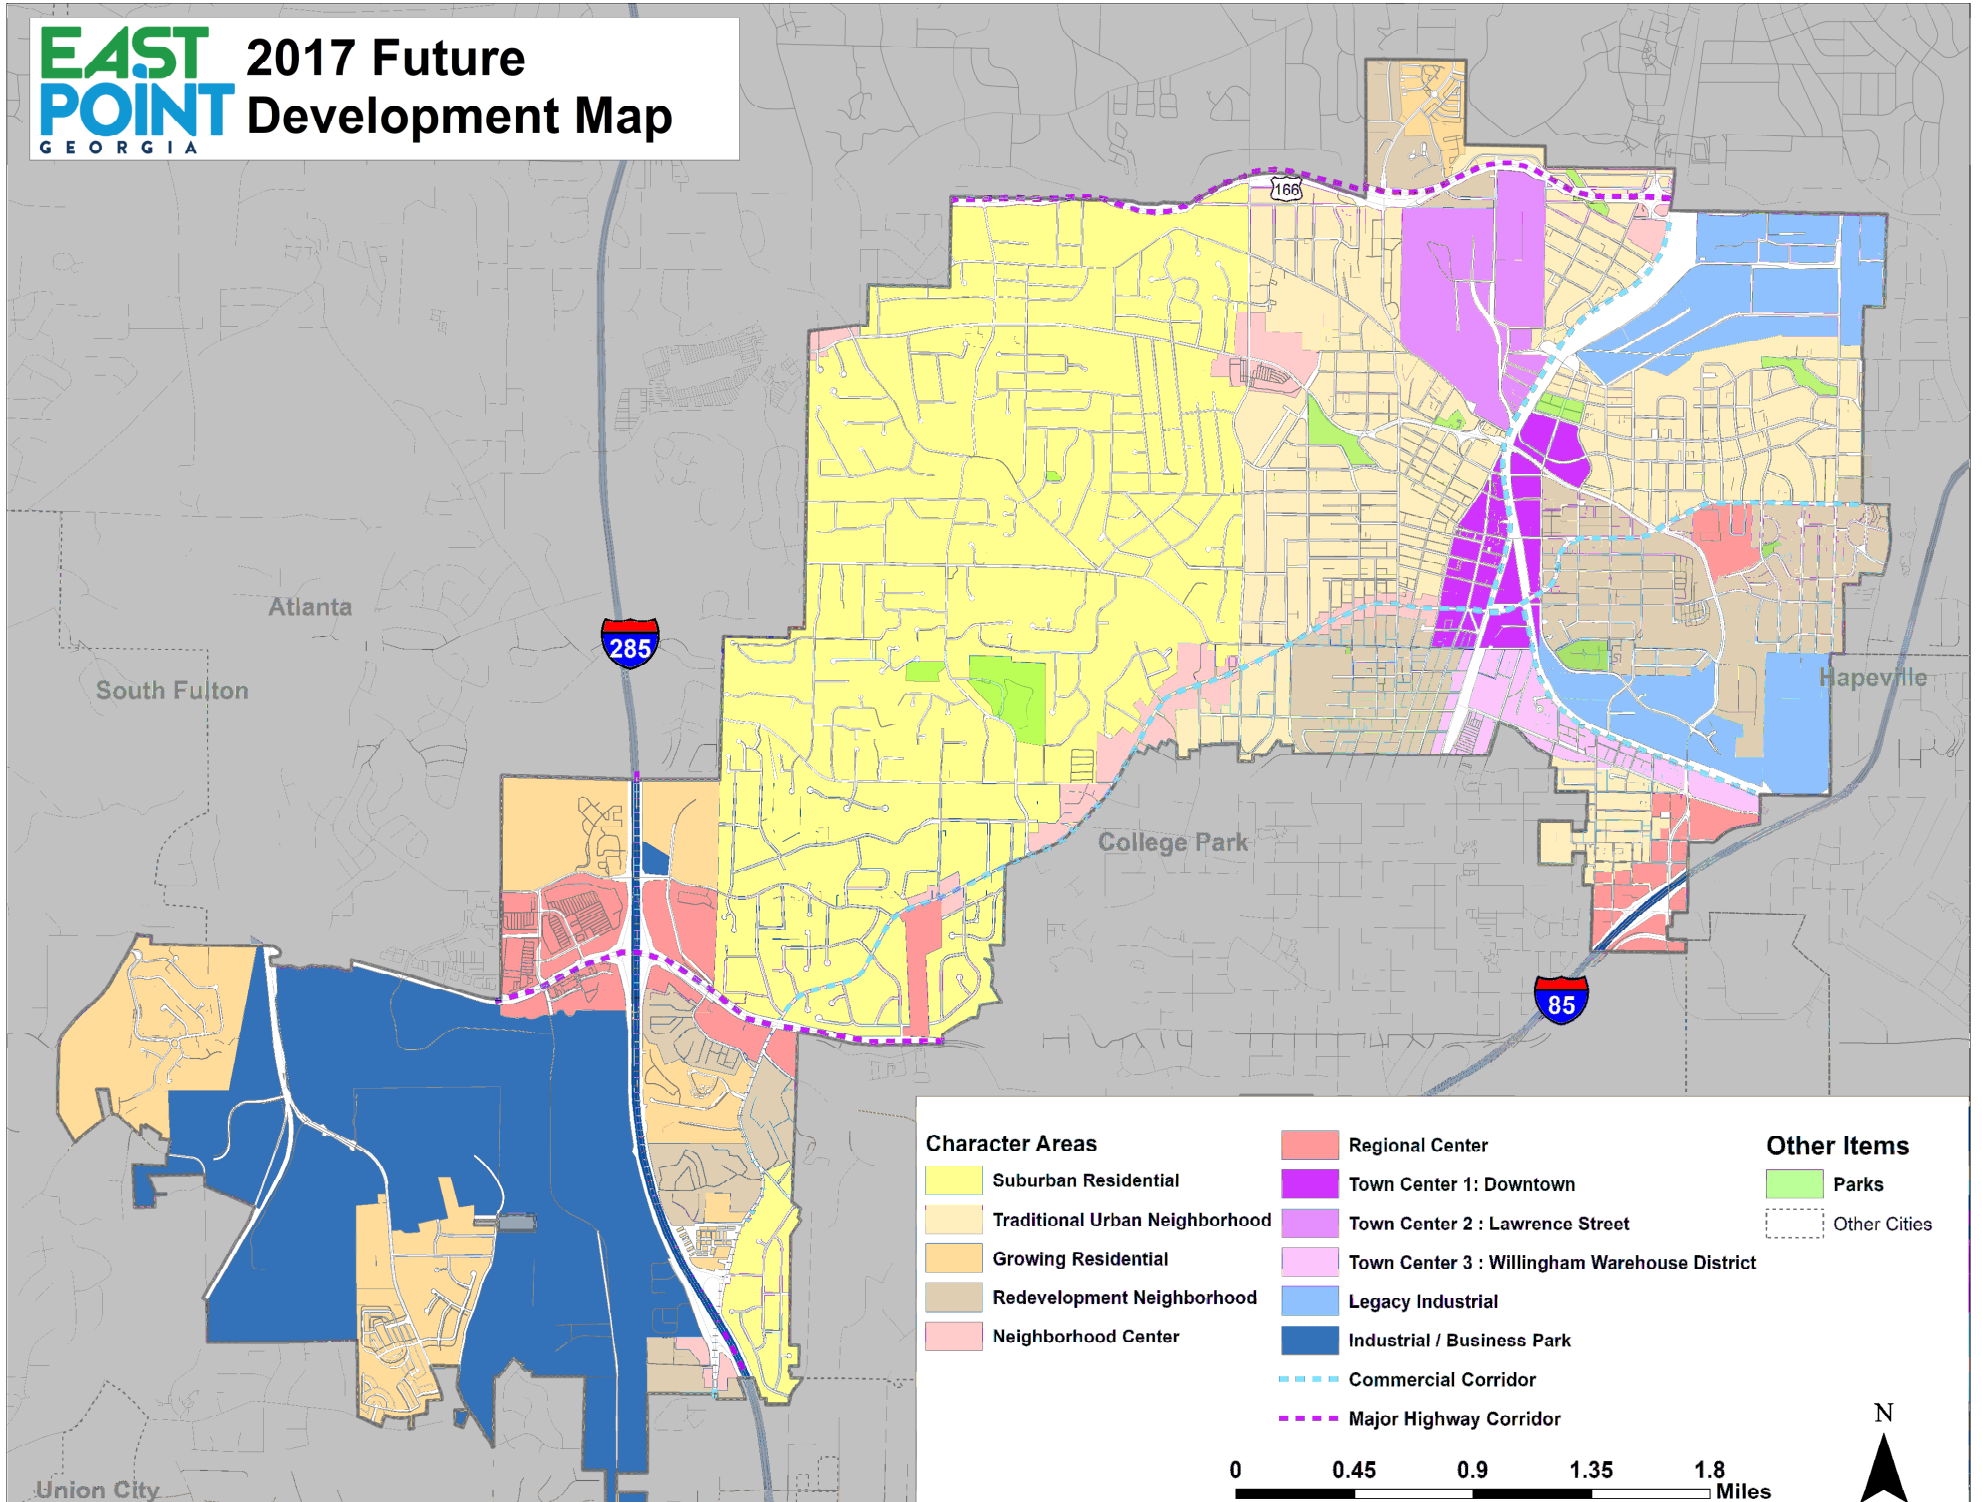 EAST
POINT
GEORGIA
2017 Future
Development Map
166
Atlanta
285
South Fulton
Hapeville
College Park
85
Union City
Character Areas
Suburban Residential
Traditional Urban Neighborhood
Growing Residential
Redevelopment Neighborhood
Neighborhood Center
Regional Center
Town Center 1: Downtown
Town Center 2 : Lawrence Street
Town Center 3 : Willingham Warehouse District
Legacy Industrial
Industrial / Business Park
Commercial Corridor
Major Highway Corridor
Other Items
Parks
Other Cities
N
0 0.45 0.9 1.35 1.8
Miles